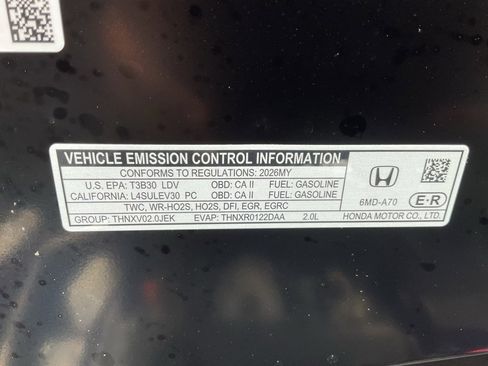 VEHICLE EMISSION CONTROL INFORMATION
CONFORMS TO REGULATIONS: 2026MY
U.S. EPA: T3B30 LDV OBD: CA II FUEL: GASOLINE
CALIFORNIA: L4SULEV30 PC OBD: CA II FUEL: GASOLINE
TWC, WR-HO2S, HO2S, DFI, EGR, EGRC
GROUP: THNXV02.0JEK EVAP: THNXR0122DAA 2.0L
6MD-A70 E·R
HONDA MOTOR CO., LTD.